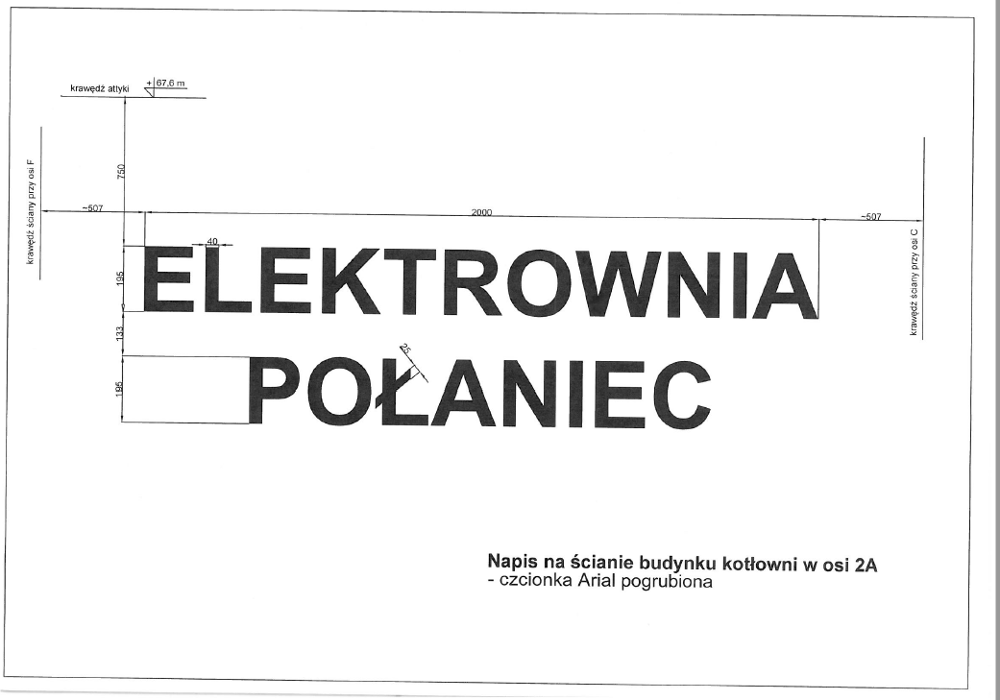 krawędź attyki
+ 67,6 m
krawędź ściany przy osi F
750
~507
2000
~507
krawędź ściany przy osi C
40
195
ELEKTROWNIA
133
25
195
POŁANIEC
Napis na ścianie budynku kotłowni w osi 2A
- czcionka Arial pogrubiona